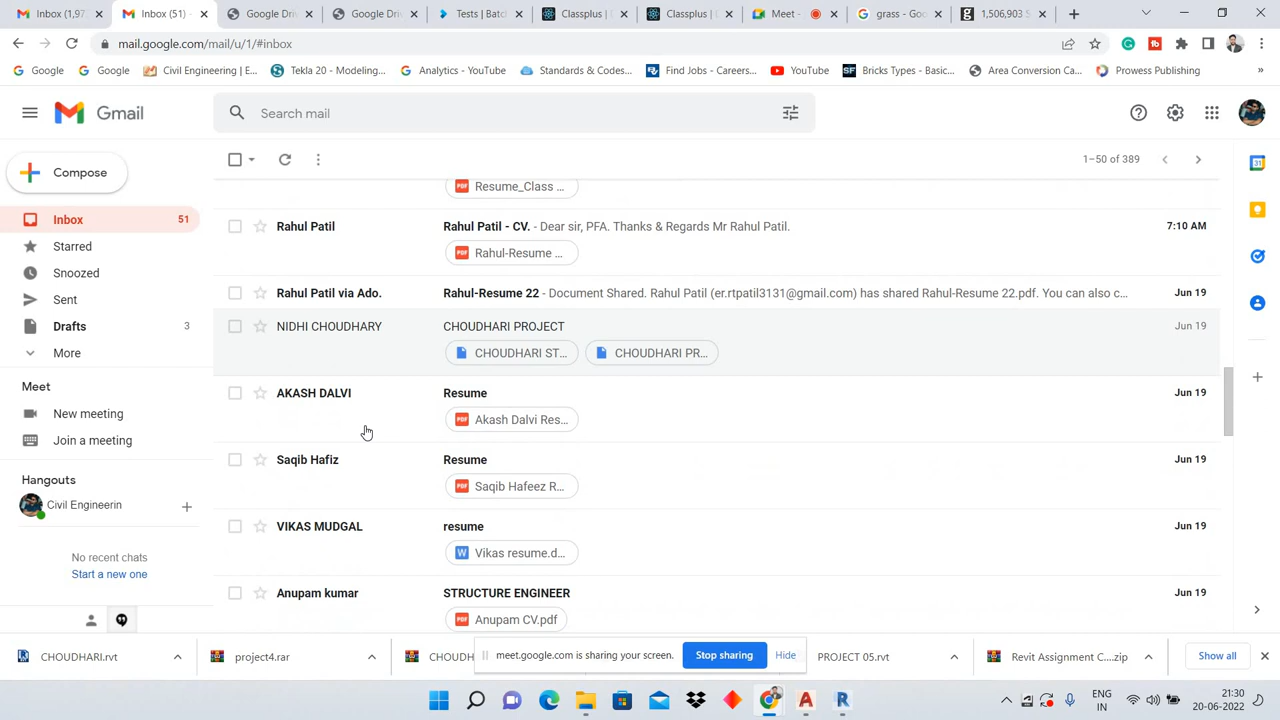 Inbox (1,97
Inbox (51) -
Google Dri
Google Dri
Tests | Batc
Classplus |
Classplus |
Meet -
grass - Goo
1,506,903 S
mail.google.com/mail/u/1/#inbox
Google
Google
Civil Engineering | E...
Tekla 20 - Modeling...
Analytics - YouTube
Standards & Codes...
Find Jobs - Careers...
YouTube
Bricks Types - Basic...
Area Conversion Ca...
Prowess Publishing
»
Gmail
Search mail
Compose
1–50 of 389
Resume_Class ...
Inbox 51
Starred
Snoozed
Sent
Drafts 3
More
Meet
New meeting
Join a meeting
Hangouts
Civil Engineerin
No recent chats
Start a new one
Rahul Patil Rahul Patil - CV. - Dear sir, PFA. Thanks & Regards Mr Rahul Patil. 7:10 AM
Rahul-Resume ...
Rahul Patil via Ado. Rahul-Resume 22 - Document Shared. Rahul Patil (er.rtpatil3131@gmail.com) has shared Rahul-Resume 22.pdf. You can also c... Jun 19
NIDHI CHOUDHARY CHOUDHARI PROJECT Jun 19
CHOUDHARI ST... CHOUDHARI PR...
AKASH DALVI Resume Jun 19
Akash Dalvi Res...
Saqib Hafiz Resume Jun 19
Saqib Hafeez R...
VIKAS MUDGAL resume Jun 19
Vikas resume.d...
Anupam kumar STRUCTURE ENGINEER Jun 19
Anupam CV.pdf
CHOUDHARI.rvt
project4.rar
CHOUDH
meet.google.com is sharing your screen. Stop sharing Hide
PROJECT 05.rvt
Revit Assignment C....zip
Show all
ENG
IN
21:30
20-06-2022